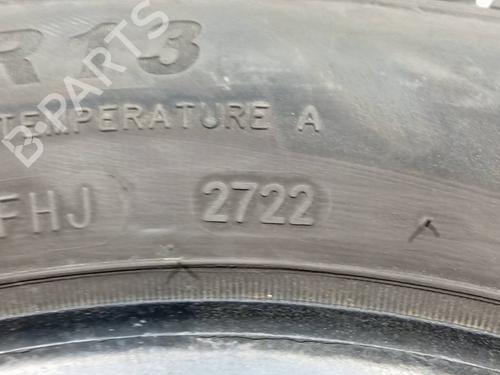 B-PARTS
R13
TEMPERATURE A
FHJ 2722